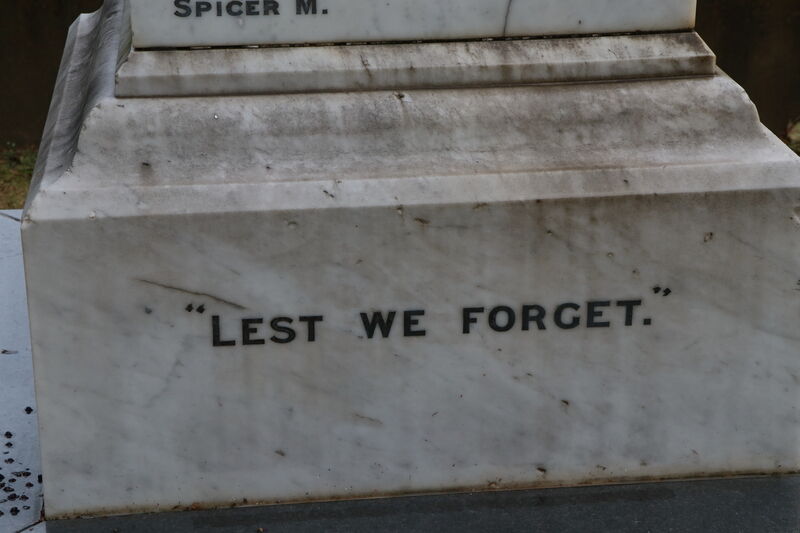 SPICER M.
"LEST WE FORGET."